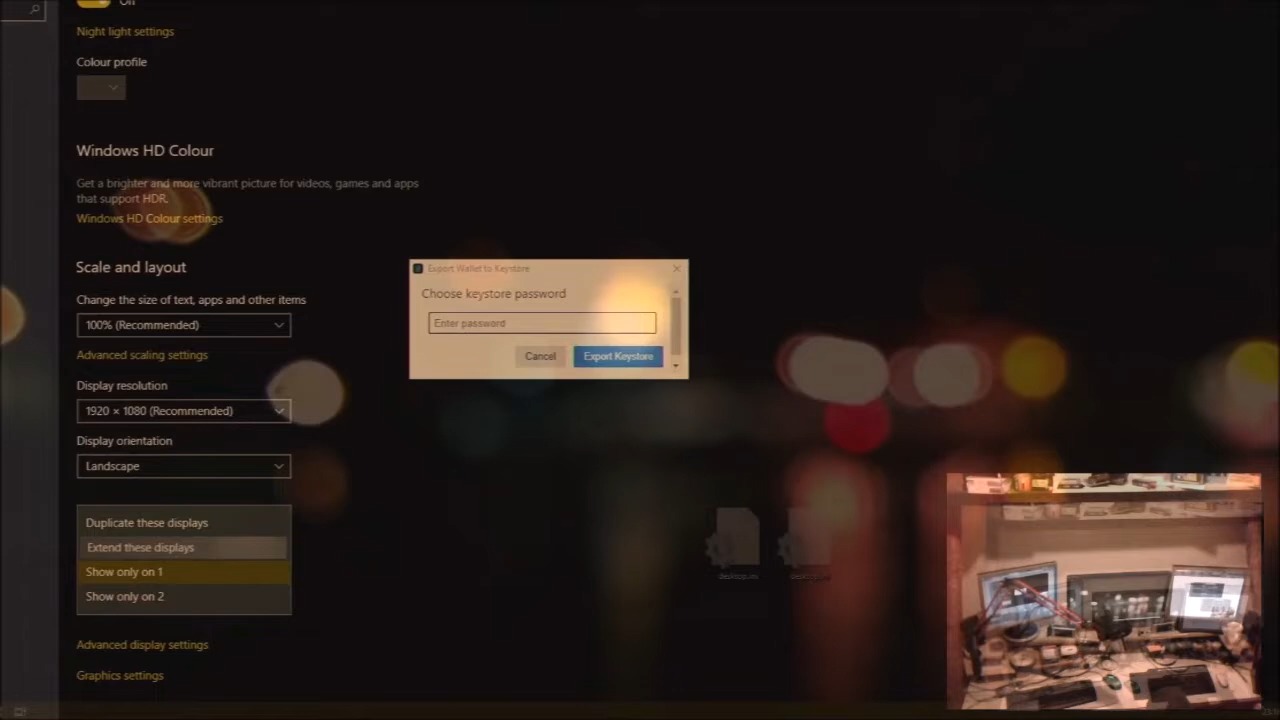 On
Night light settings
Colour profile
Windows HD Colour
Get a brighter and more vibrant picture for videos, games and apps
that support HDR.
Windows HD Colour settings
Scale and layout
Change the size of text, apps and other items
100% (Recommended)
Advanced scaling settings
Display resolution
1920 × 1080 (Recommended)
Display orientation
Landscape
Duplicate these displays
Extend these displays
Show only on 1
Show only on 2
Advanced display settings
Graphics settings
Export Wallet to Keystore
Choose keystore password
Enter password
Cancel
Export Keystore
desktop.ini